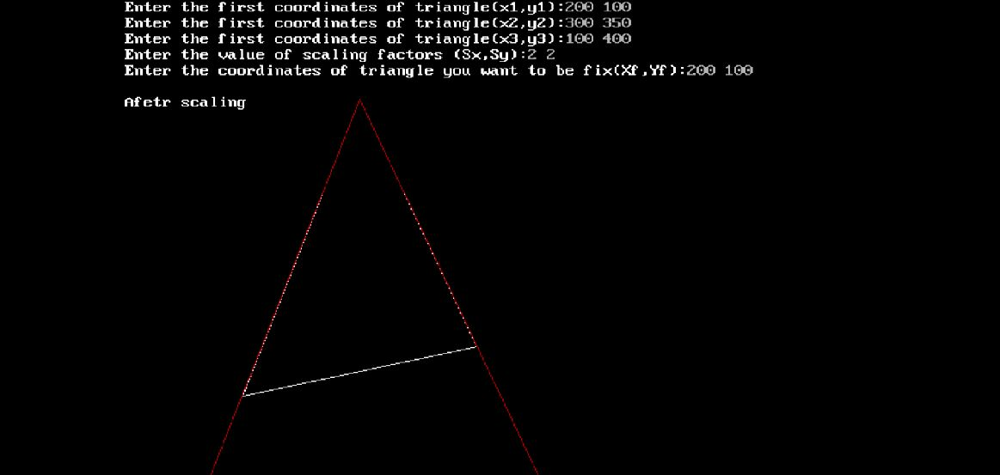 Enter the first coordinates of triangle(x1,y1):200 100
Enter the first coordinates of triangle(x2,y2):300 350
Enter the first coordinates of triangle(x3,y3):100 400
Enter the value of scaling factors (Sx,Sy):2 2
Enter the coordinates of triangle you want to be fix(Xf,Yf):200 100
Afetr scaling